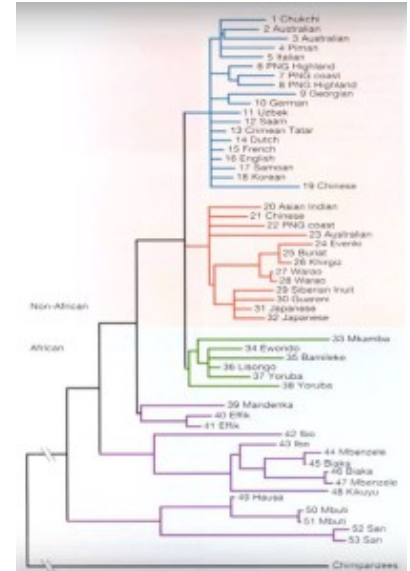 1 Chukchi
2 Australian
3 Australian
4 Piman
5 Italian
6 PNG Highland
7 PNG coast
8 PNG Highland
9 Georgian
10 German
11 Uzbek
12 Saam
13 Crimean Tatar
14 Dutch
15 French
16 English
17 Samoan
18 Korean
19 Chinese
20 Asian Indian
21 Chinese
22 PNG coast
23 Australian
24 Evenki
25 Buriat
26 Khirgiz
27 Warao
28 Warao
29 Siberian Inuit
30 Guarani
31 Japanese
32 Japanese
Non-African
African
33 Mkamba
34 Ewondo
35 Bamileke
36 Lisongo
37 Yoruba
38 Yoruba
39 Mandenka
40 Effik
41 Effik
42 Ibo
43 Ibo
44 Mbenzele
45 Biaka
46 Biaka
47 Mbenzele
48 Kikuyu
49 Hausa
50 Mbuti
51 Mbuti
52 San
53 San
Chimpanzees